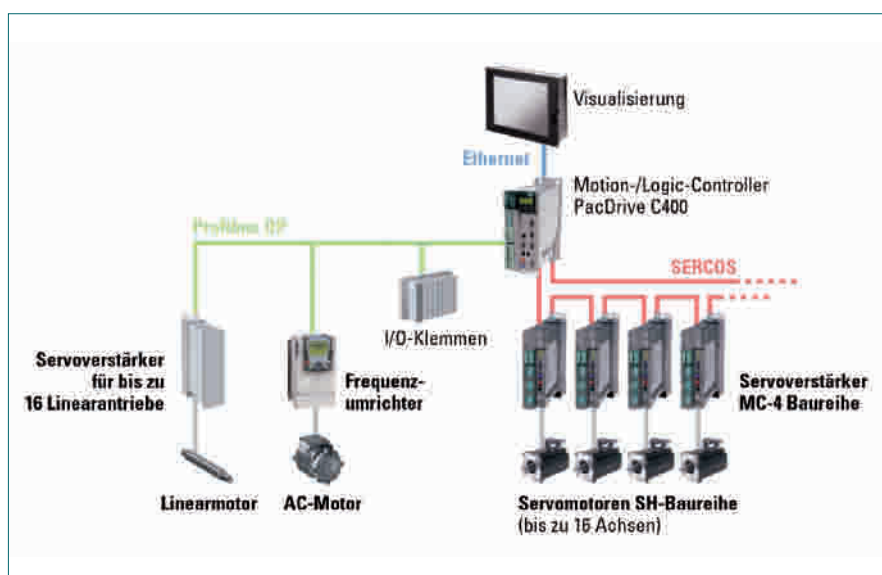 Visualisierung
Ethernet
Motion-/Logic-Controller
PacDrive C400
Profibus DP
SERCOS
I/O-Klemmen
Servoverstärker
für bis zu
16 Linearantriebe
Frequenz-
umrichter
Servoverstärker
MC-4 Baureihe
Linearmotor
AC-Motor
Servomotoren SH-Baureihe
(bis zu 16 Achsen)